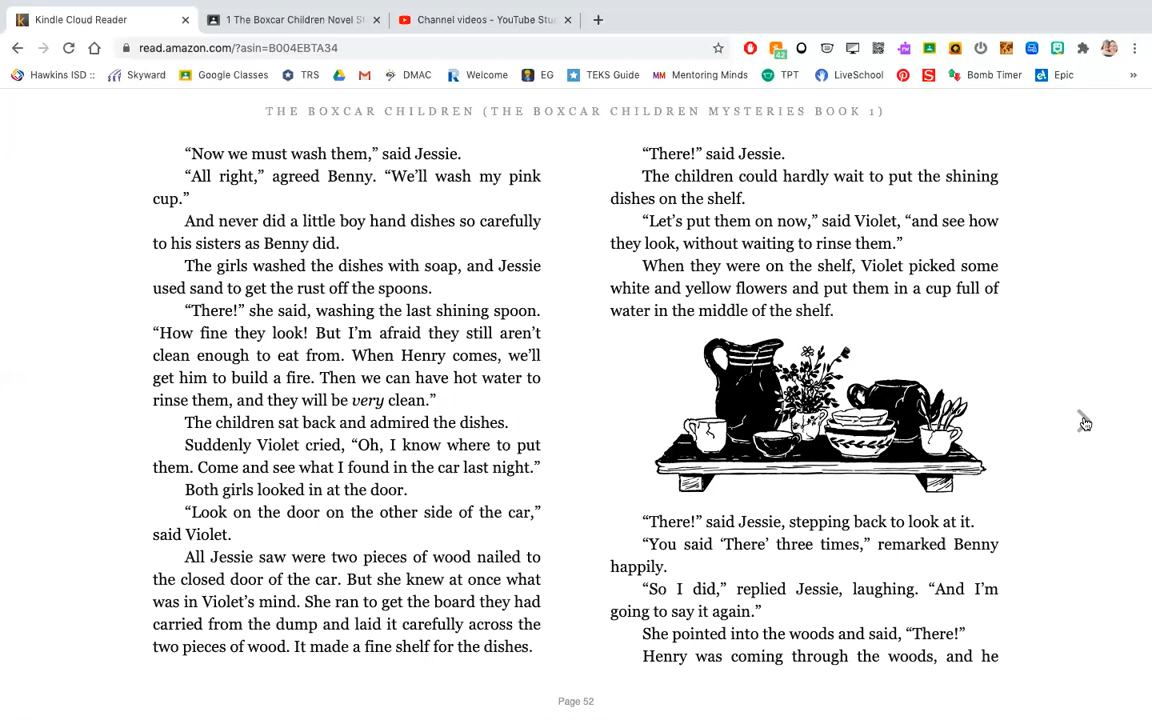 Kindle Cloud Reader
1 The Boxcar Children Novel St
Channel videos - YouTube Stu
read.amazon.com/?asin=B004EBTA34
42
Hawkins ISD ::
Skyward
Google Classes
TRS
DMAC
Welcome
EG
TEKS Guide
MM Mentoring Minds
TPT
LiveSchool
Bomb Timer
Epic
THE BOXCAR CHILDREN (THE BOXCAR CHILDREN MYSTERIES BOOK 1)
“Now we must wash them,” said Jessie.
“All right,” agreed Benny. “We’ll wash my pink
cup.”
And never did a little boy hand dishes so carefully
to his sisters as Benny did.
The girls washed the dishes with soap, and Jessie
used sand to get the rust off the spoons.
“There!” she said, washing the last shining spoon.
“How fine they look! But I’m afraid they still aren’t
clean enough to eat from. When Henry comes, we’ll
get him to build a fire. Then we can have hot water to
rinse them, and they will be very clean.”
The children sat back and admired the dishes.
Suddenly Violet cried, “Oh, I know where to put
them. Come and see what I found in the car last night.”
Both girls looked in at the door.
“Look on the door on the other side of the car,”
said Violet.
All Jessie saw were two pieces of wood nailed to
the closed door of the car. But she knew at once what
was in Violet’s mind. She ran to get the board they had
carried from the dump and laid it carefully across the
two pieces of wood. It made a fine shelf for the dishes.
“There!” said Jessie.
The children could hardly wait to put the shining
dishes on the shelf.
“Let’s put them on now,” said Violet, “and see how
they look, without waiting to rinse them.”
When they were on the shelf, Violet picked some
white and yellow flowers and put them in a cup full of
water in the middle of the shelf.
“There!” said Jessie, stepping back to look at it.
“You said ‘There’ three times,” remarked Benny
happily.
“So I did,” replied Jessie, laughing. “And I’m
going to say it again.”
She pointed into the woods and said, “There!”
Henry was coming through the woods, and he
Page 52